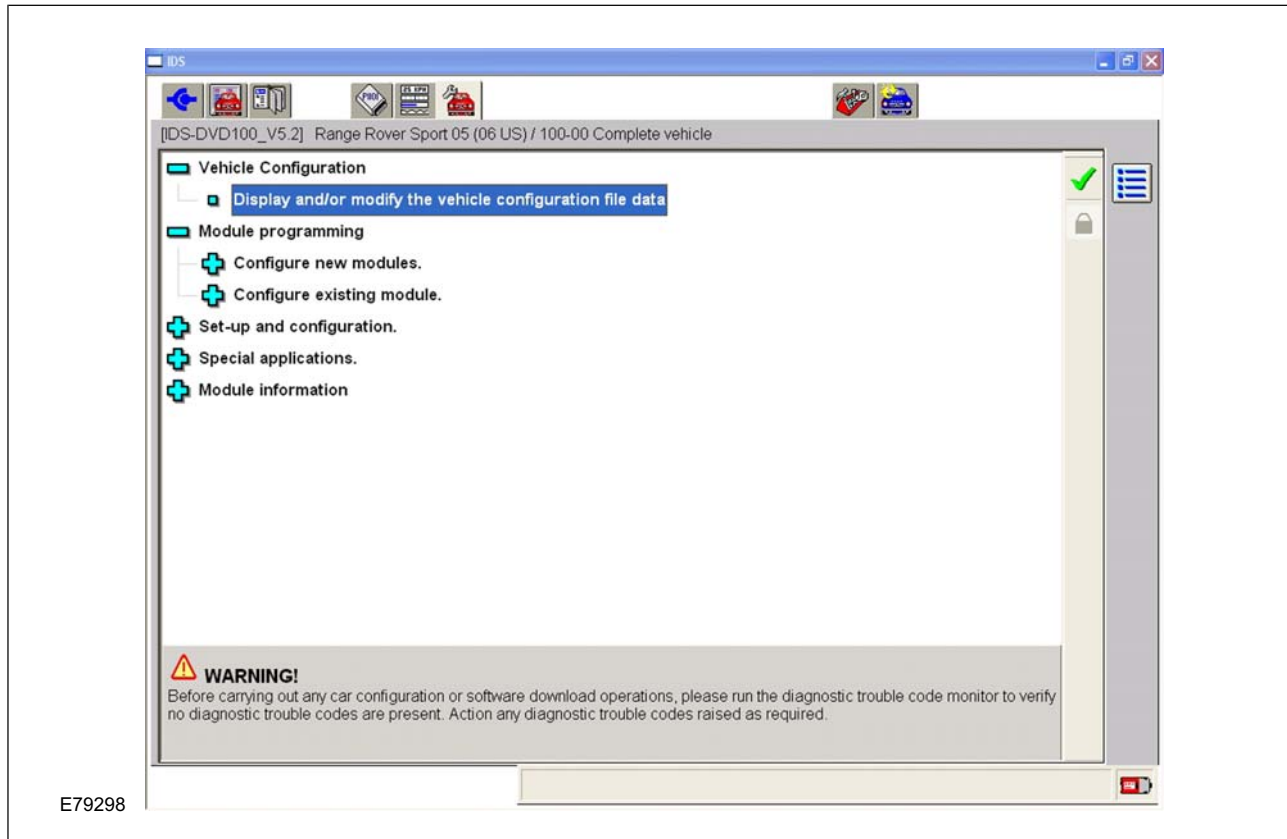 IDS
P1801
25 KPH
[IDS-DVD100_V5.2] Range Rover Sport 05 (06 US) / 100-00 Complete vehicle
Vehicle Configuration
Display and/or modify the vehicle configuration file data
Module programming
Configure new modules.
Configure existing module.
Set-up and configuration.
Special applications.
Module information
WARNING!
Before carrying out any car configuration or software download operations, please run the diagnostic trouble code monitor to verify
no diagnostic trouble codes are present. Action any diagnostic trouble codes raised as required.
E79298